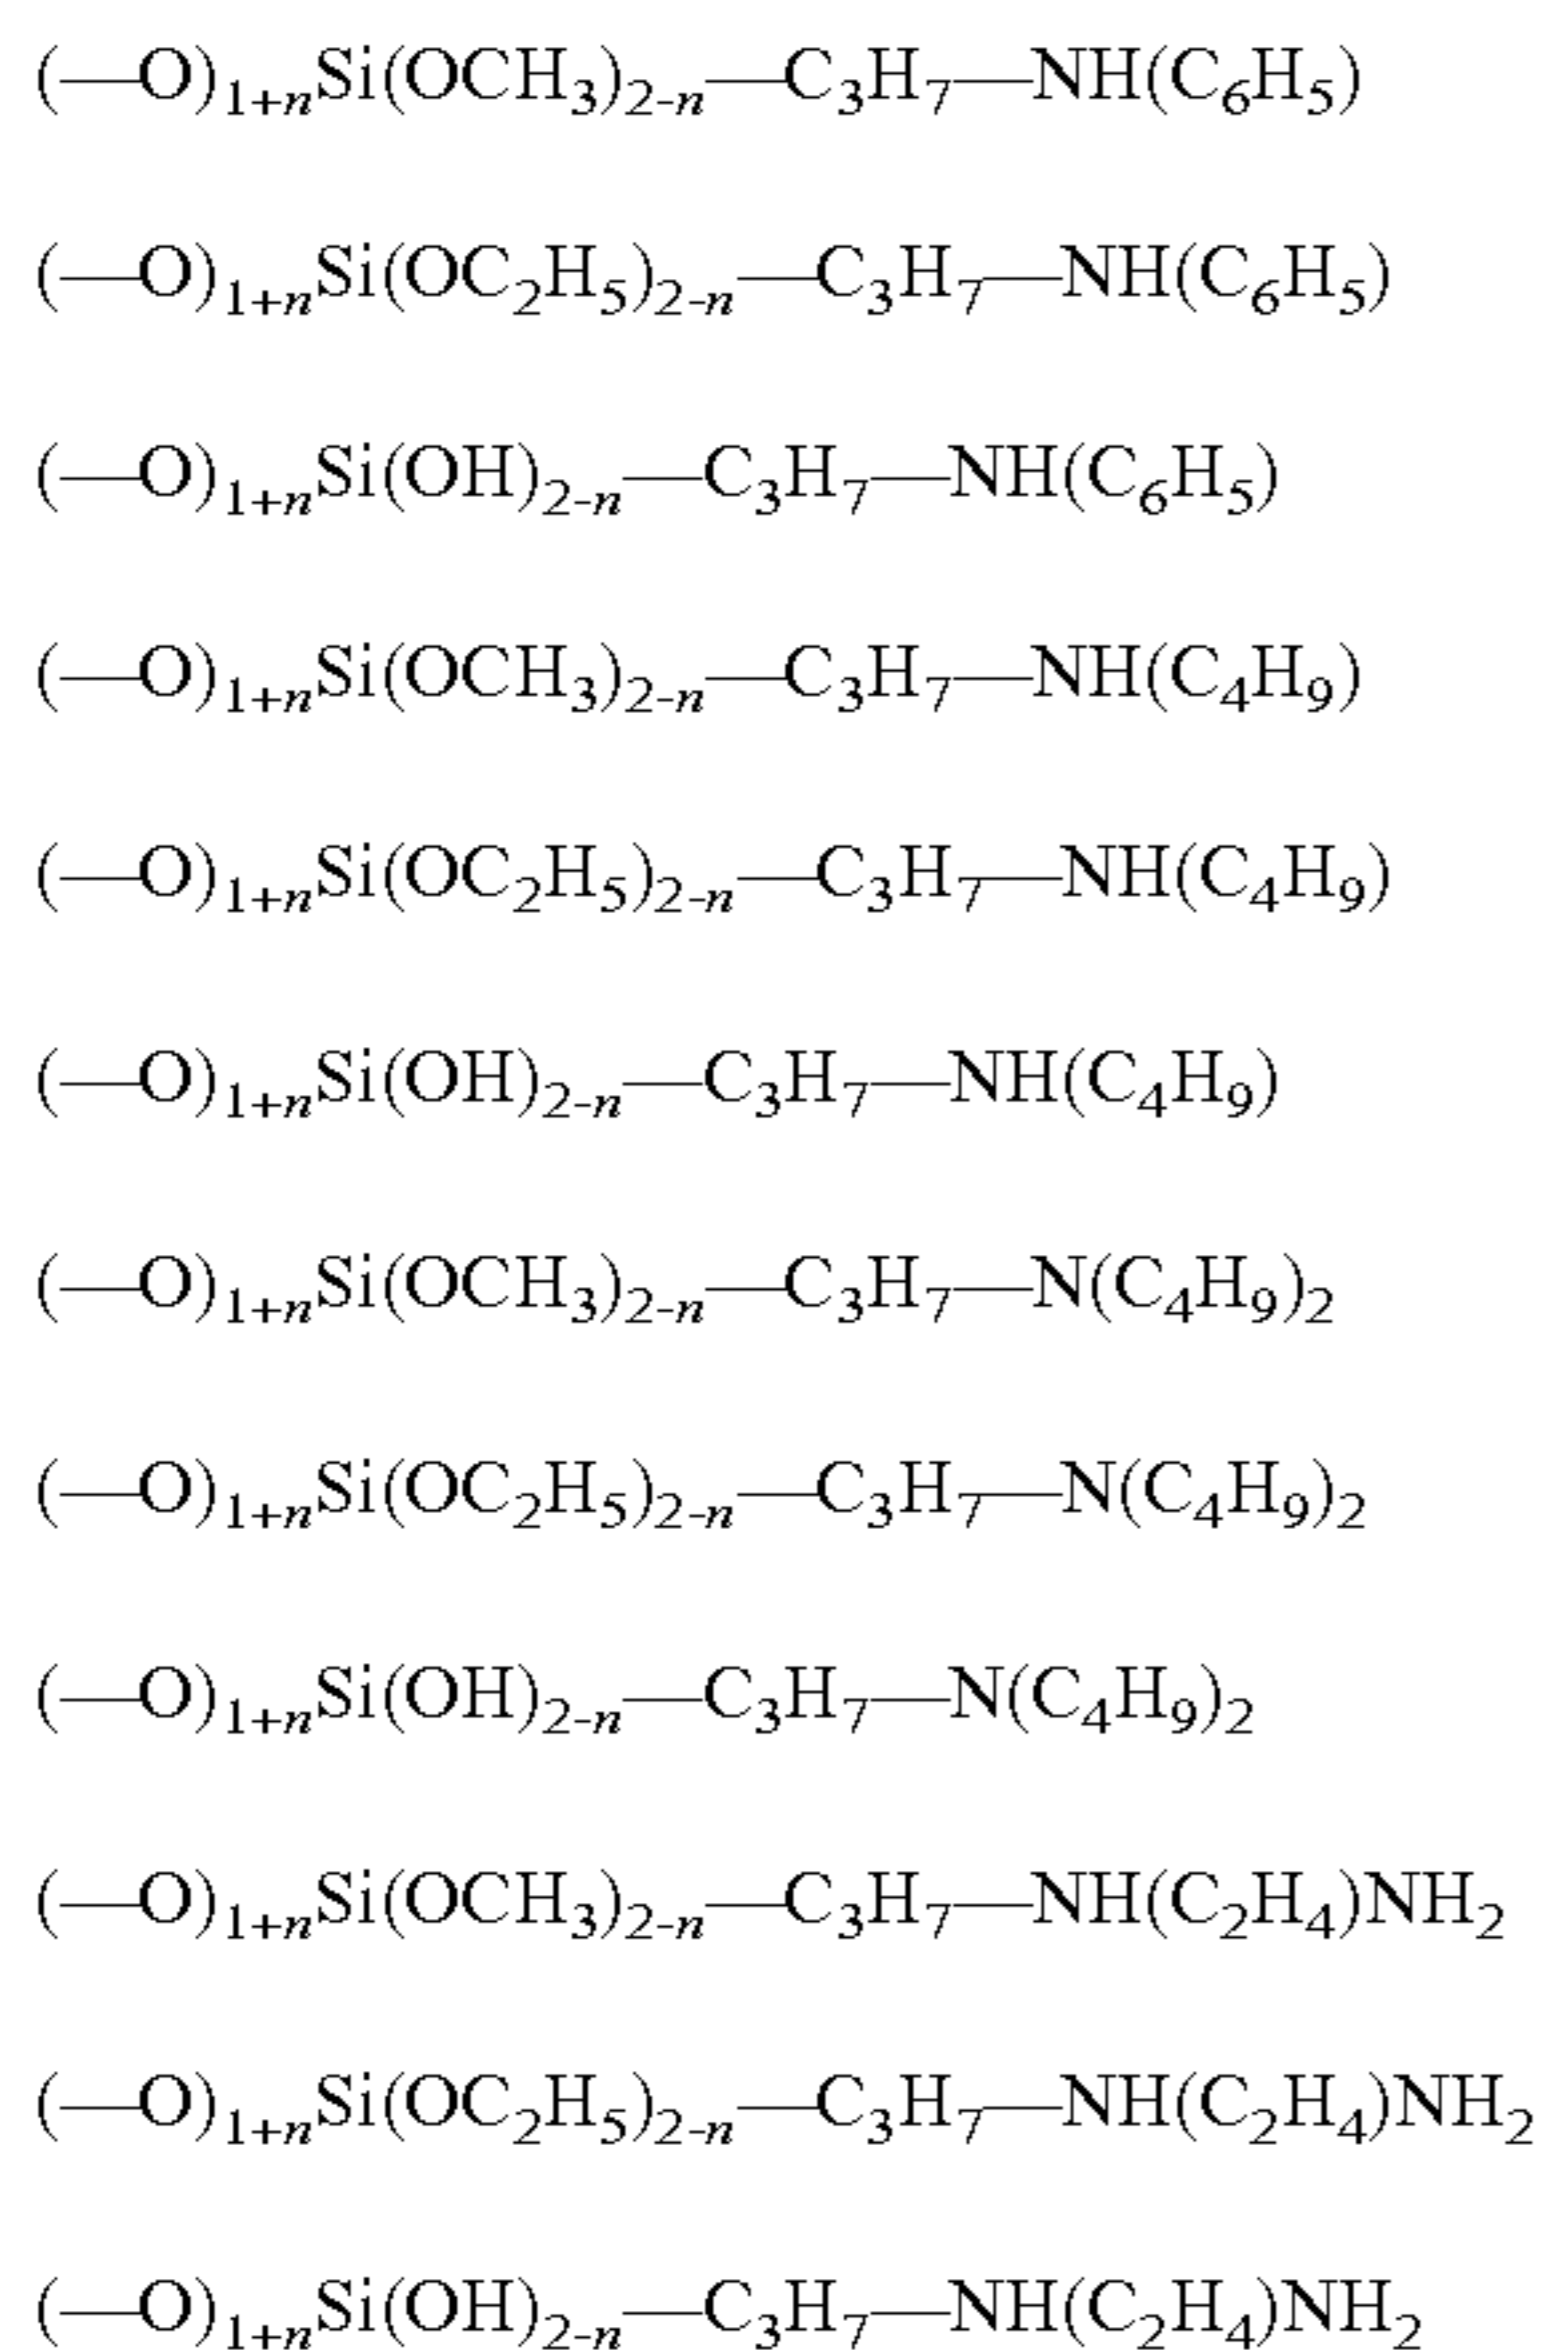 (—O)₁₊ₙSi(OCH₃)₂₋ₙ—C₃H₇—NH(C₆H₅)
(—O)₁₊ₙSi(OC₂H₅)₂₋ₙ—C₃H₇—NH(C₆H₅)
(—O)₁₊ₙSi(OH)₂₋ₙ—C₃H₇—NH(C₆H₅)
(—O)₁₊ₙSi(OCH₃)₂₋ₙ—C₃H₇—NH(C₄H₉)
(—O)₁₊ₙSi(OC₂H₅)₂₋ₙ—C₃H₇—NH(C₄H₉)
(—O)₁₊ₙSi(OH)₂₋ₙ—C₃H₇—NH(C₄H₉)
(—O)₁₊ₙSi(OCH₃)₂₋ₙ—C₃H₇—N(C₄H₉)₂
(—O)₁₊ₙSi(OC₂H₅)₂₋ₙ—C₃H₇—N(C₄H₉)₂
(—O)₁₊ₙSi(OH)₂₋ₙ—C₃H₇—N(C₄H₉)₂
(—O)₁₊ₙSi(OCH₃)₂₋ₙ—C₃H₇—NH(C₂H₄)NH₂
(—O)₁₊ₙSi(OC₂H₅)₂₋ₙ—C₃H₇—NH(C₂H₄)NH₂
(—O)₁₊ₙSi(OH)₂₋ₙ—C₃H₇—NH(C₂H₄)NH₂